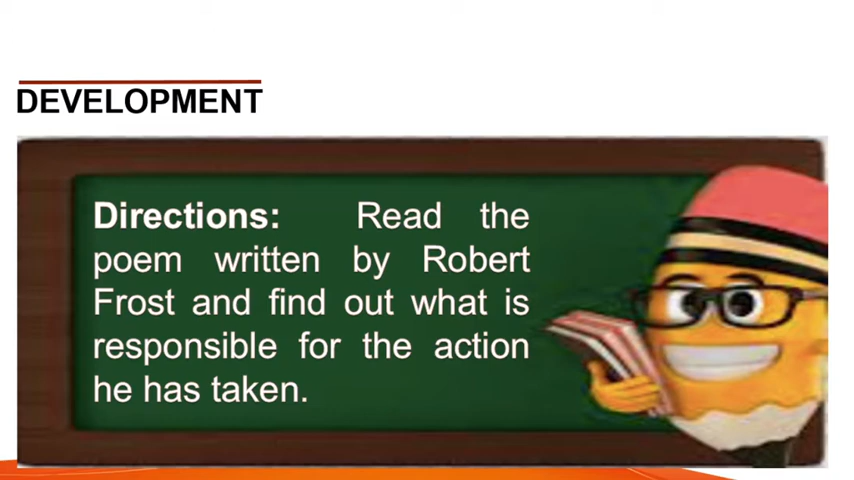 DEVELOPMENT
Directions: Read the
poem written by Robert
Frost and find out what is
responsible for the action
he has taken.